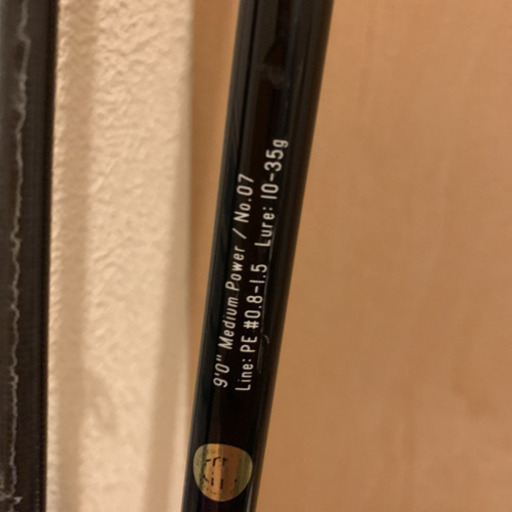 9'0" Medium Power / No.07
Line: PE #0.8-1.5 Lure: 10-35g